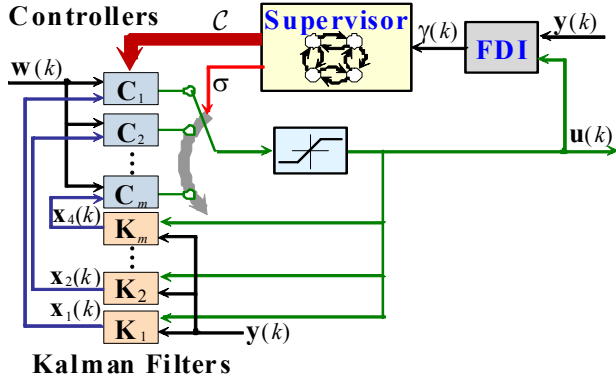 Controllers
𝒞
Supervisor
γ(k)
FDI
y(k)
w(k)
C₁
σ
C₂
u(k)
Cₘ
x₄(k)
Kₘ
x₂(k)
K₂
x₁(k)
K₁
y(k)
Kalman Filters